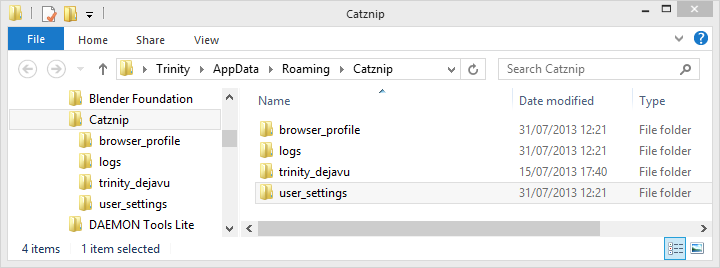 Catznip
File Home Share View
Trinity AppData Roaming Catznip Search Catznip
Blender Foundation
Catznip
browser_profile
logs
trinity_dejavu
user_settings
DAEMON Tools Lite
Name Date modified Type
browser_profile 31/07/2013 12:21 File folder
logs 31/07/2013 12:21 File folder
trinity_dejavu 15/07/2013 17:40 File folder
user_settings 31/07/2013 12:21 File folder
4 items 1 item selected